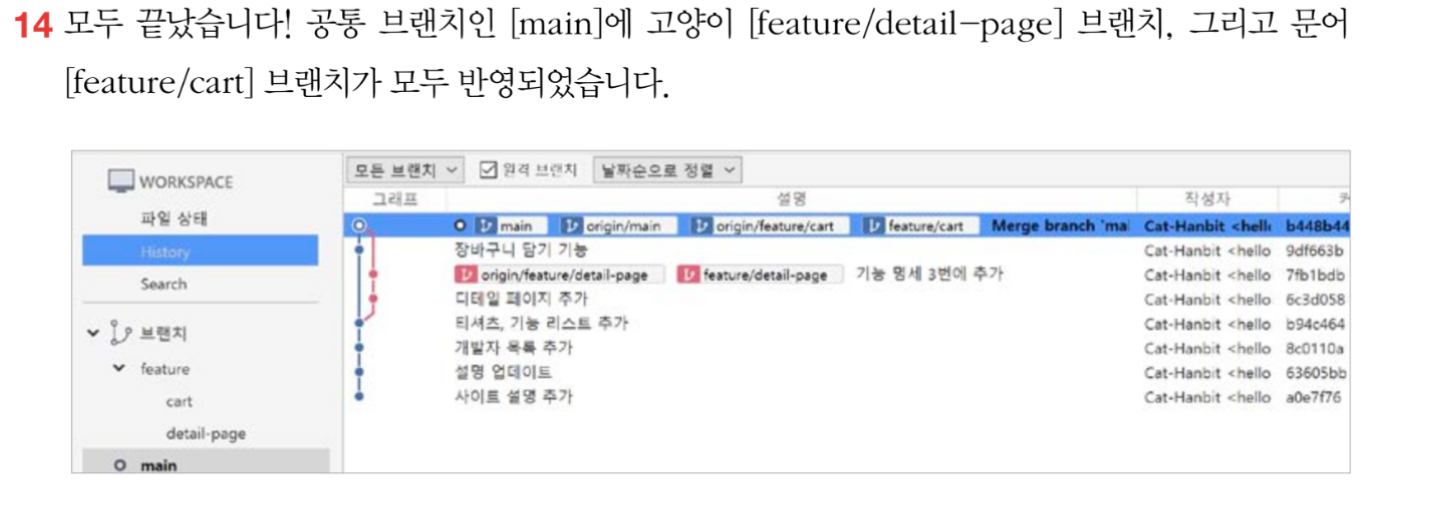 14 모두 끝났습니다! 공통 브랜치인 [main]에 고양이 [feature/detail-page] 브랜치, 그리고 문어
[feature/cart] 브랜치가 모두 반영되었습니다.
WORKSPACE
파일 상태
History
Search
브랜치
feature
cart
detail-page
main
모든 브랜치 원격 브랜치 날짜순으로 정렬
그래프 설명 작성자 커
main origin/main origin/feature/cart feature/cart Merge branch 'mai Cat-Hanbit <hello b448b44
장바구니 담기 기능 Cat-Hanbit <hello 9df663b
origin/feature/detail-page feature/detail-page 기능 명세 3번에 추가 Cat-Hanbit <hello 7fb1bdb
디테일 페이지 추가 Cat-Hanbit <hello 6c3d058
티셔츠, 기능 리스트 추가 Cat-Hanbit <hello b94c464
개발자 목록 추가 Cat-Hanbit <hello 8c0110a
설명 업데이트 Cat-Hanbit <hello 63605bb
사이트 설명 추가 Cat-Hanbit <hello a0e7f76